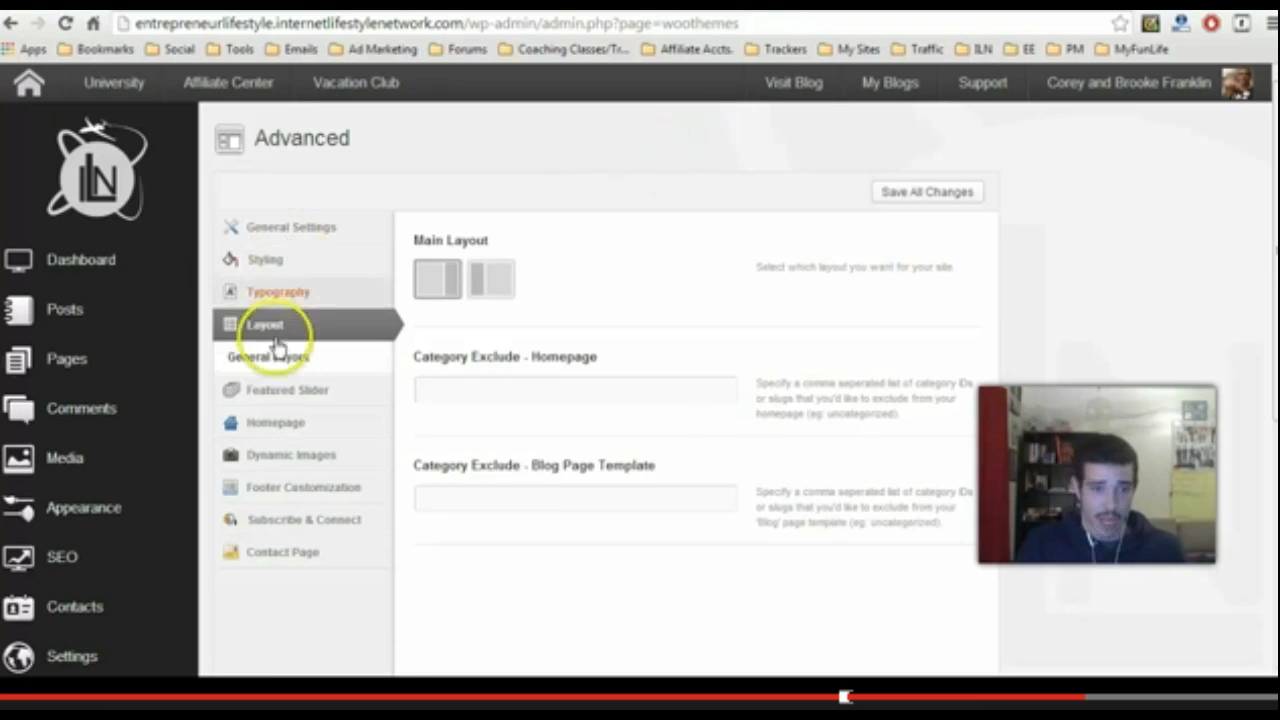 entrepreneurlifestyle.internetlifestylenetwork.com/wp-admin/admin.php?page=woothemes
Apps Bookmarks Social Tools Emails Ad Marketing Forums Coaching Classes/Tr... Affiliate Accts. Trackers My Sites Traffic ILN EE PM MyFunLife
University Affiliate Center Vacation Club Visit Blog My Blogs Support Corey and Brooke Franklin
ILN
Advanced
Save All Changes
Dashboard
Posts
Pages
Comments
Media
Appearance
SEO
Contacts
Settings
General Settings
Styling
Typography
Layout
General Layout
Featured Slider
Homepage
Dynamic Images
Footer Customization
Subscribe & Connect
Contact Page
Main Layout
Select which layout you want for your site.
Category Exclude - Homepage
Specify a comma seperated list of category IDs
or slugs that you'd like to exclude from your
homepage (eg: uncategorized).
Category Exclude - Blog Page Template
Specify a comma seperated list of category IDs
or slugs that you'd like to exclude from your
'Blog' page template (eg: uncategorized).